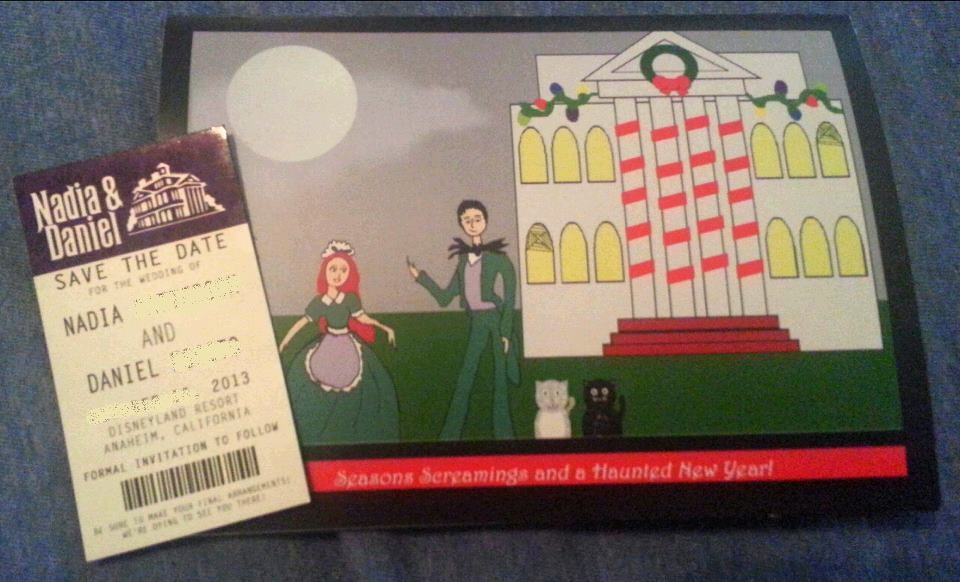 Nadia &
Daniel
SAVE THE DATE
FOR THE WEDDING OF
NADIA
AND
DANIEL
2013
DISNEYLAND RESORT
ANAHEIM, CALIFORNIA
FORMAL INVITATION TO FOLLOW
BE SURE TO MAKE YOUR FINAL ARRANGEMENTS:
WE'RE DYING TO SEE YOU THERE!
Seasons Screamings and a Haunted New Year!